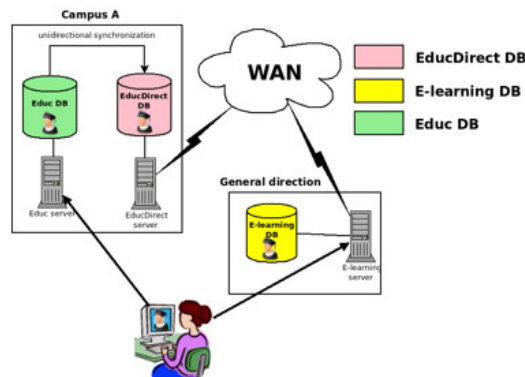 Campus A
unidirectional synchronization
Educ DB
EducDirect
DB
Educ server
EducDirect
server
WAN
EducDirect DB
E-learning DB
Educ DB
General direction
E-learning
DB
E-learning
server